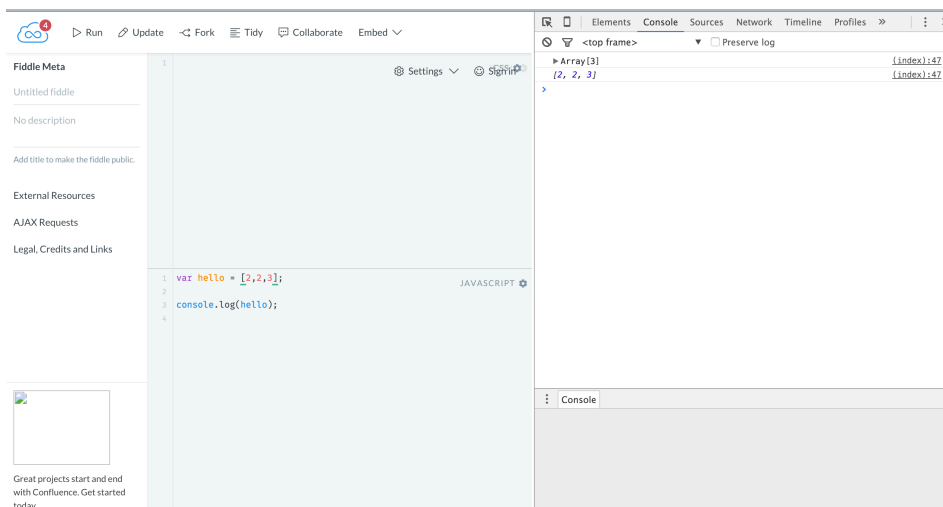 4
Run Update Fork Tidy Collaborate Embed
Settings Sign in
Fiddle Meta
Untitled fiddle
No description
Add title to make the fiddle public.
External Resources
AJAX Requests
Legal, Credits and Links
Great projects start and end
with Confluence. Get started
today
1
CSS
1 var hello = [2,2,3];
JAVASCRIPT
2
3 console.log(hello);
4
Elements Console Sources Network Timeline Profiles »
<top frame> ▼ Preserve log
▶Array[3] (index):47
[2, 2, 3] (index):47
>
Console